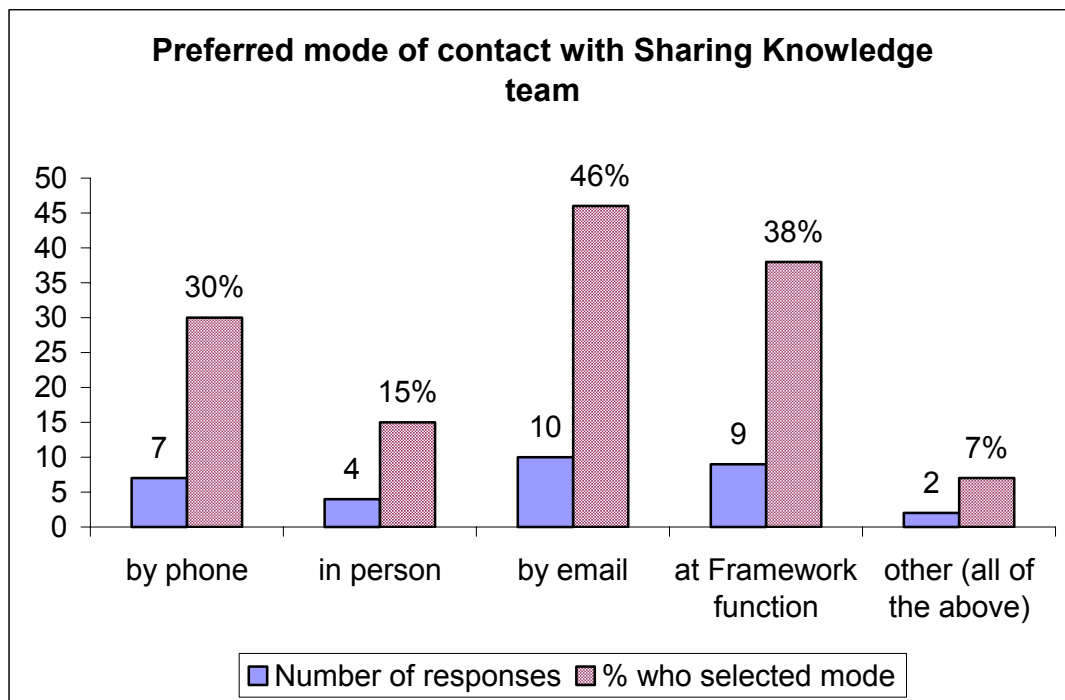 Preferred mode of contact with Sharing Knowledge
team
50
45
40
35
30
25
20
15
10
5
0
7
30%
4
15%
10
46%
9
38%
2
7%
by phone
in person
by email
at Framework
function
other (all of
the above)
Number of responses
% who selected mode